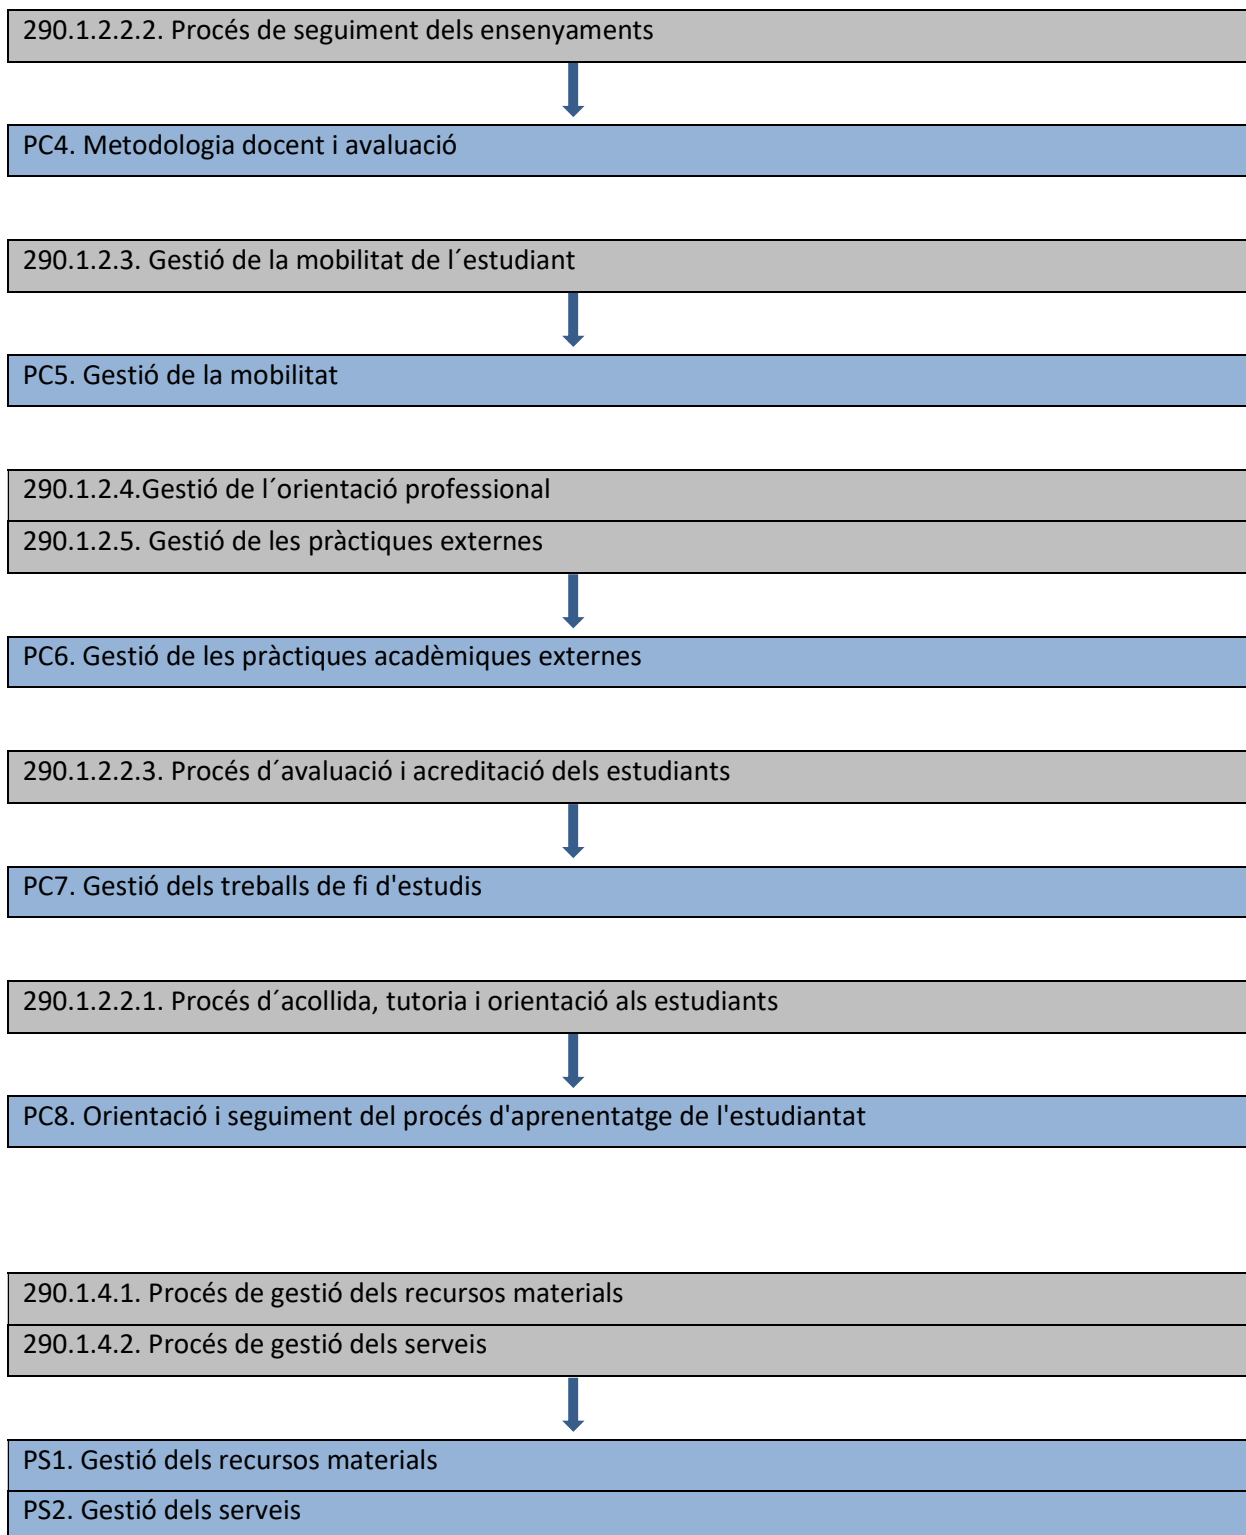 290.1.2.2.2. Procés de seguiment dels ensenyaments
PC4. Metodologia docent i avaluació
290.1.2.3. Gestió de la mobilitat de l´estudiant
PC5. Gestió de la mobilitat
290.1.2.4.Gestió de l´orientació professional
290.1.2.5. Gestió de les pràctiques externes
PC6. Gestió de les pràctiques acadèmiques externes
290.1.2.2.3. Procés d´avaluació i acreditació dels estudiants
PC7. Gestió dels treballs de fi d'estudis
290.1.2.2.1. Procés d´acollida, tutoria i orientació als estudiants
PC8. Orientació i seguiment del procés d'aprenentatge de l'estudiantat
290.1.4.1. Procés de gestió dels recursos materials
290.1.4.2. Procés de gestió dels serveis
PS1. Gestió dels recursos materials
PS2. Gestió dels serveis